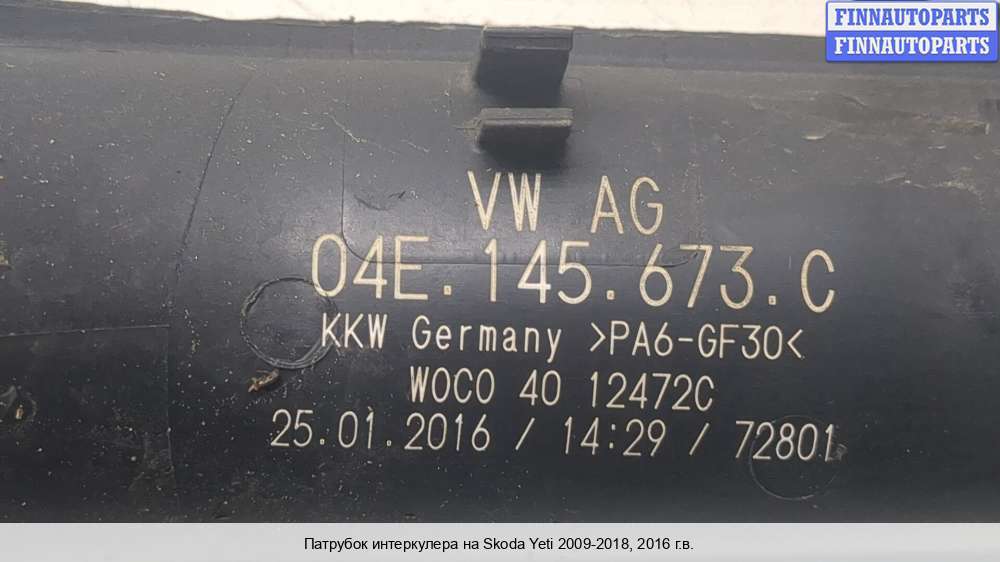 FINNAUTOPARTS
FINNAUTOPARTS
VW AG
04E.145.673.C
KKW Germany >PA6-GF30<
WOCO 40 12472C
25.01.2016 / 14:29 / 72801
Патрубок интеркулера на Skoda Yeti 2009-2018, 2016 г.в.